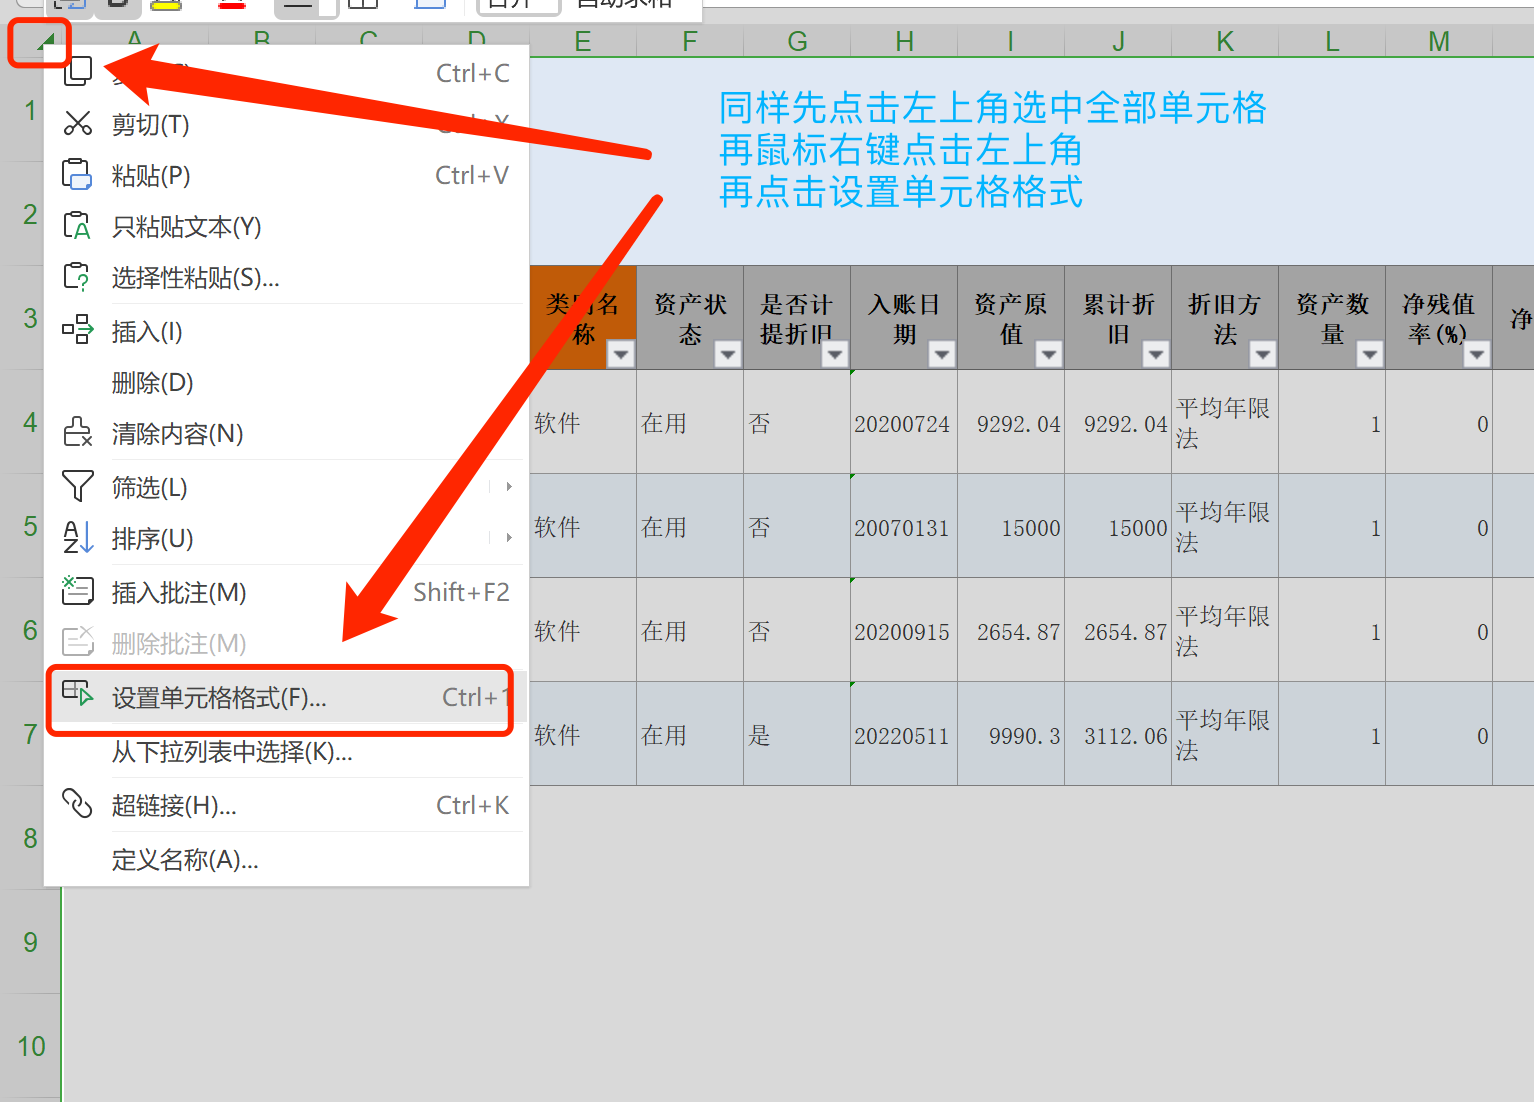 A B C D E F G H I J K L M
Ctrl+C
剪切(T)
粘贴(P) Ctrl+V
只粘贴文本(Y)
选择性粘贴(S)...
插入(I)
删除(D)
清除内容(N)
筛选(L)
排序(U)
插入批注(M) Shift+F2
删除批注(M)
设置单元格格式(F)... Ctrl+1
从下拉列表中选择(K)...
超链接(H)... Ctrl+K
定义名称(A)...
同样先点击左上角选中全部单元格
再鼠标右键点击左上角
再点击设置单元格格式
1
2
3
类别名称 资产状态 是否计提折旧 入账日期 资产原值 累计折旧 折旧方法 资产数量 净残值率(%) 净
4 软件 在用 否 20200724 9292.04 9292.04 平均年限法 1 0
5 软件 在用 否 20070131 15000 15000 平均年限法 1 0
6 软件 在用 否 20200915 2654.87 2654.87 平均年限法 1 0
7 软件 在用 是 20220511 9990.3 3112.06 平均年限法 1 0
8
9
10